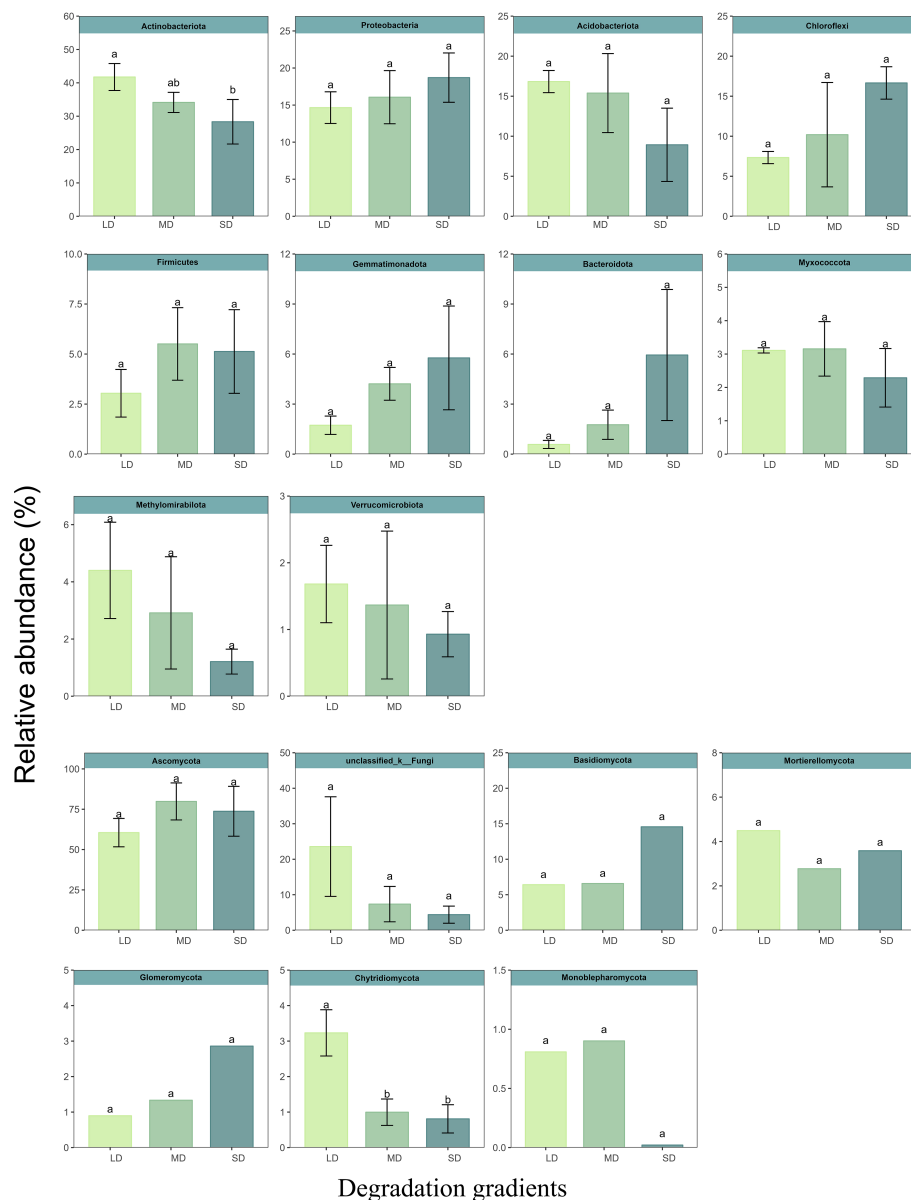 Relative abundance (%)
Actinobacteriota
60
50
40
30
20
10
0
a
ab
b
LD
MD
SD
Proteobacteria
25
20
15
10
5
0
a
a
a
LD
MD
SD
Acidobacteriota
25
20
15
10
5
0
a
a
a
LD
MD
SD
Chloroflexi
25
20
15
10
5
0
a
a
a
LD
MD
SD
Firmicutes
10.0
7.5
5.0
2.5
0.0
a
a
a
LD
MD
SD
Gemmatimonadota
12
9
6
3
0
a
a
a
LD
MD
SD
Bacteroidota
12
9
6
3
0
a
a
a
LD
MD
SD
Myxococcota
6
5
4
3
2
1
0
a
a
a
LD
MD
SD
Methylomirabilota
6
4
2
0
a
a
a
LD
MD
SD
Verrucomicrobiota
3
2
1
0
a
a
a
LD
MD
SD
Ascomycota
100
75
50
25
0
a
a
a
LD
MD
SD
unclassified_k__Fungi
50
40
30
20
10
0
a
a
a
LD
MD
SD
Basidiomycota
25
20
15
10
5
0
a
a
a
LD
MD
SD
Mortierellomycota
8
6
4
2
0
a
a
a
LD
MD
SD
Glomeromycota
5
4
3
2
1
0
a
a
a
LD
MD
SD
Chytridiomycota
5
4
3
2
1
0
a
b
b
LD
MD
SD
Monoblepharomycota
1.5
1.0
0.5
0.0
a
a
a
LD
MD
SD
Degradation gradients